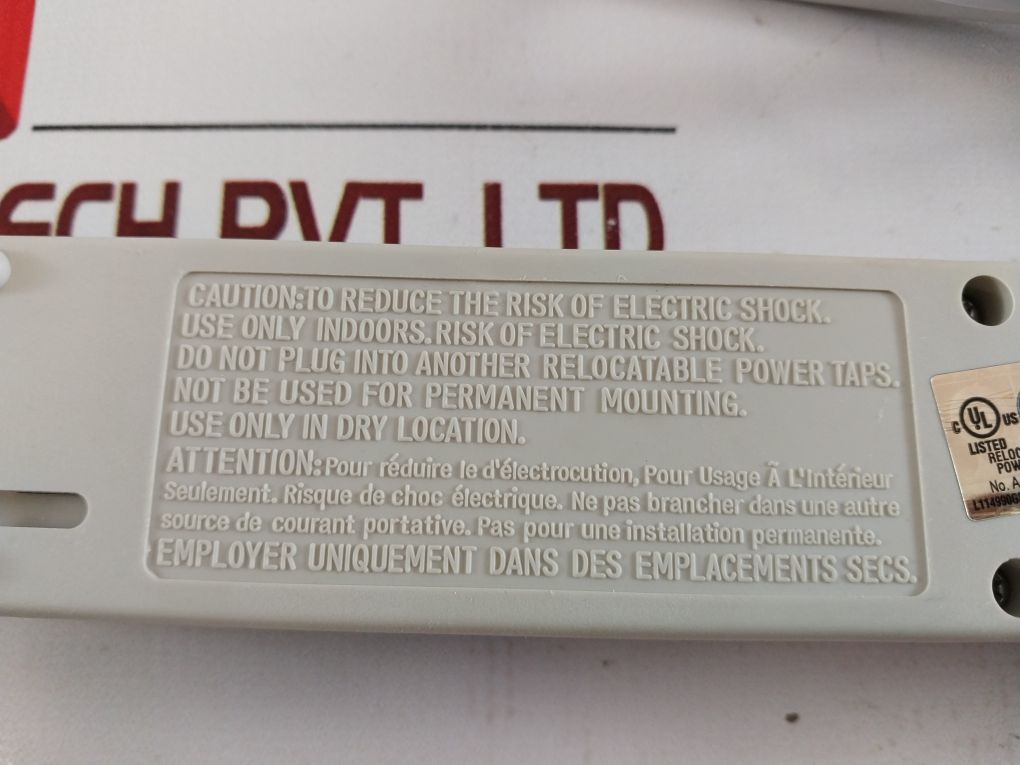 PVT. LTD
CAUTION:TO REDUCE THE RISK OF ELECTRIC SHOCK.
USE ONLY INDOORS.RISK OF ELECTRIC SHOCK.
DO NOT PLUG INTO ANOTHER RELOCATABLE POWER TAPS.
NOT BE USED FOR PERMANENT MOUNTING.
USE ONLY IN DRY LOCATION.
ATTENTION:Pour réduire le d'électrocution, Pour Usage Ã L'Intérieur
Seulement. Risque de choc électrique. Ne pas brancher dans une autre
source de courant portative. Pas pour une installation permanente.
EMPLOYER UNIQUEMENT DANS DES EMPLACEMENTS SECS.
C UL US
LISTED
No.